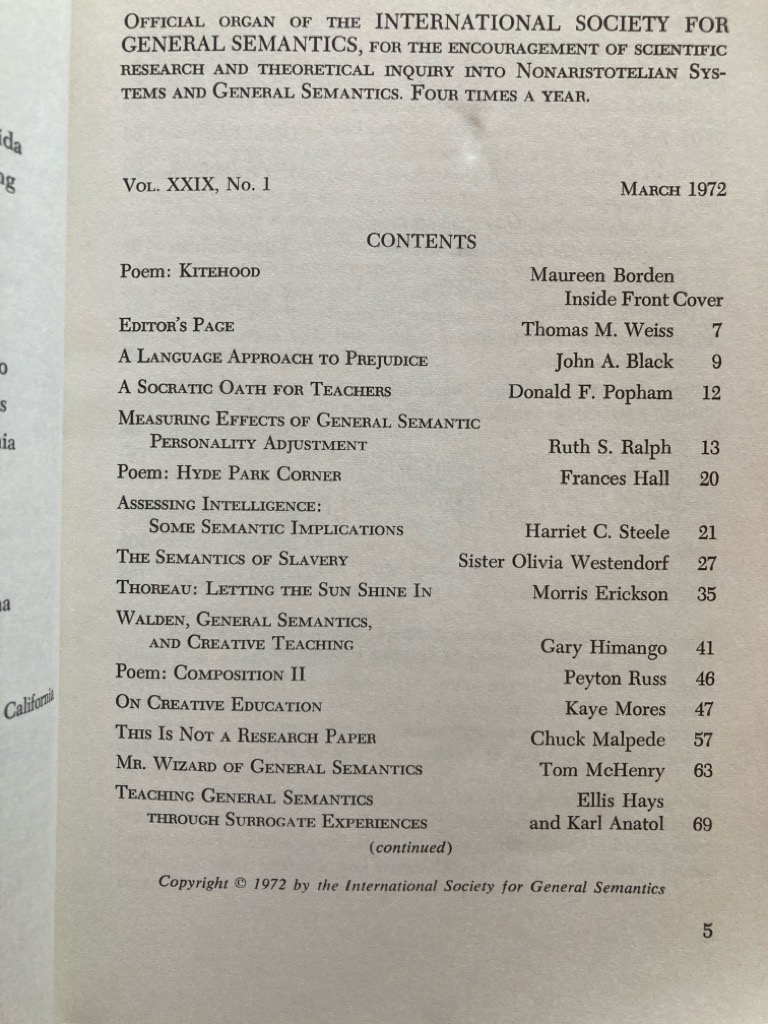 OFFICIAL ORGAN OF THE INTERNATIONAL SOCIETY FOR
GENERAL SEMANTICS, FOR THE ENCOURAGEMENT OF SCIENTIFIC
RESEARCH AND THEORETICAL INQUIRY INTO NONARISTOTELIAN SYS-
TEMS AND GENERAL SEMANTICS. FOUR TIMES A YEAR.
VOL. XXIX, NO. 1 MARCH 1972
CONTENTS
Poem: KITEHOOD Maureen Borden
Inside Front Cover
EDITOR'S PAGE Thomas M. Weiss 7
A LANGUAGE APPROACH TO PREJUDICE John A. Black 9
A SOCRATIC OATH FOR TEACHERS Donald F. Popham 12
MEASURING EFFECTS OF GENERAL SEMANTIC
PERSONALITY ADJUSTMENT Ruth S. Ralph 13
Poem: HYDE PARK CORNER Frances Hall 20
ASSESSING INTELLIGENCE:
SOME SEMANTIC IMPLICATIONS Harriet C. Steele 21
THE SEMANTICS OF SLAVERY Sister Olivia Westendorf 27
THOREAU: LETTING THE SUN SHINE IN Morris Erickson 35
WALDEN, GENERAL SEMANTICS,
AND CREATIVE TEACHING Gary Himango 41
Poem: COMPOSITION II Peyton Russ 46
ON CREATIVE EDUCATION Kaye Mores 47
THIS IS NOT A RESEARCH PAPER Chuck Malpede 57
MR. WIZARD OF GENERAL SEMANTICS Tom McHenry 63
TEACHING GENERAL SEMANTICS Ellis Hays
THROUGH SURROGATE EXPERIENCES and Karl Anatol 69
(continued)
Copyright © 1972 by the International Society for General Semantics
5
California